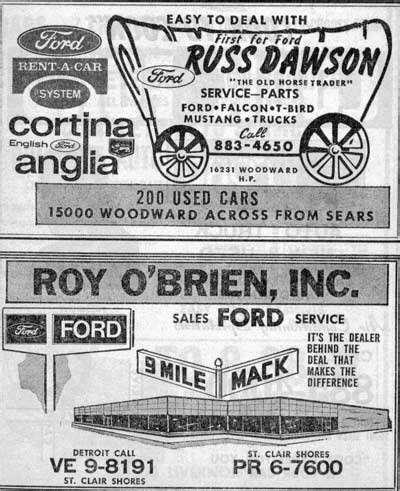 EASY TO DEAL WITH
First for Ford
RUSS DAWSON
"THE OLD HORSE TRADER"
Ford
SERVICE—PARTS
FORD • FALCON • T-BIRD
MUSTANG • TRUCKS
Call
883-4650
16231 WOODWARD
H.P.
Ford
RENT-A-CAR
SYSTEM
cortina
English Ford
anglia
200 USED CARS
15000 WOODWARD ACROSS FROM SEARS
ROY O'BRIEN, INC.
SALES FORD SERVICE
Ford FORD
IT'S THE DEALER
BEHIND THE
DEAL THAT
MAKES THE
DIFFERENCE
9 MILE MACK
DETROIT CALL
VE 9-8191
ST. CLAIR SHORES
ST. CLAIR SHORES
PR 6-7600